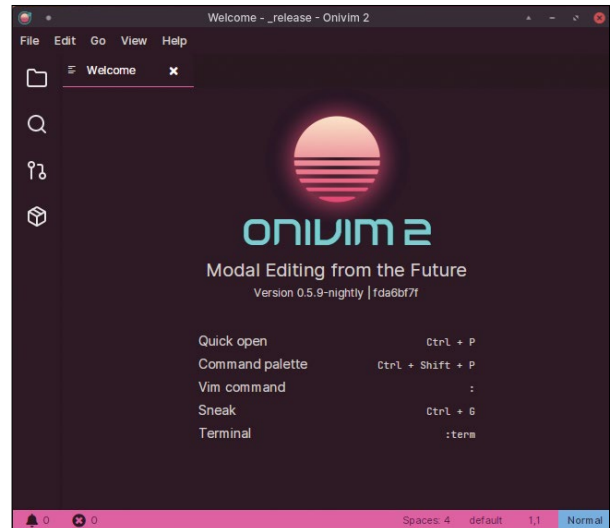 Welcome - _release - Onivim 2
File Edit Go View Help
Welcome
ONIVIM 2
Modal Editing from the Future
Version 0.5.9-nightly | fda6bf7f
Quick open Ctrl + P
Command palette Ctrl + Shift + P
Vim command :
Sneak Ctrl + G
Terminal :term
0 0 Spaces: 4 default 1,1 Normal